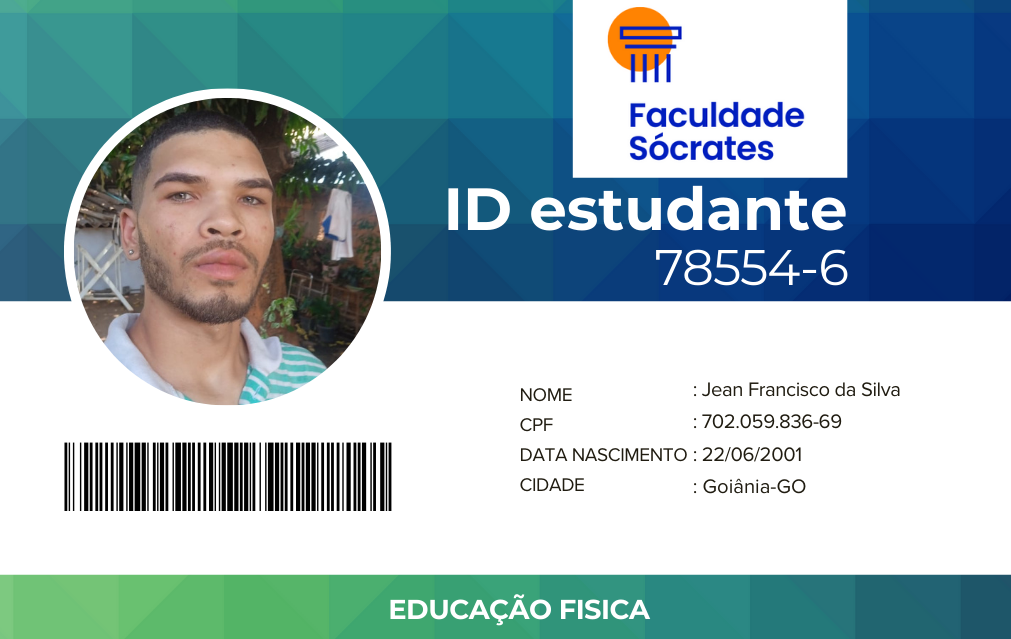 Faculdade
Sócrates
ID estudante
78554-6
NOME : Jean Francisco da Silva
CPF : 702.059.836-69
DATA NASCIMENTO : 22/06/2001
CIDADE : Goiânia-GO
EDUCAÇÃO FISICA